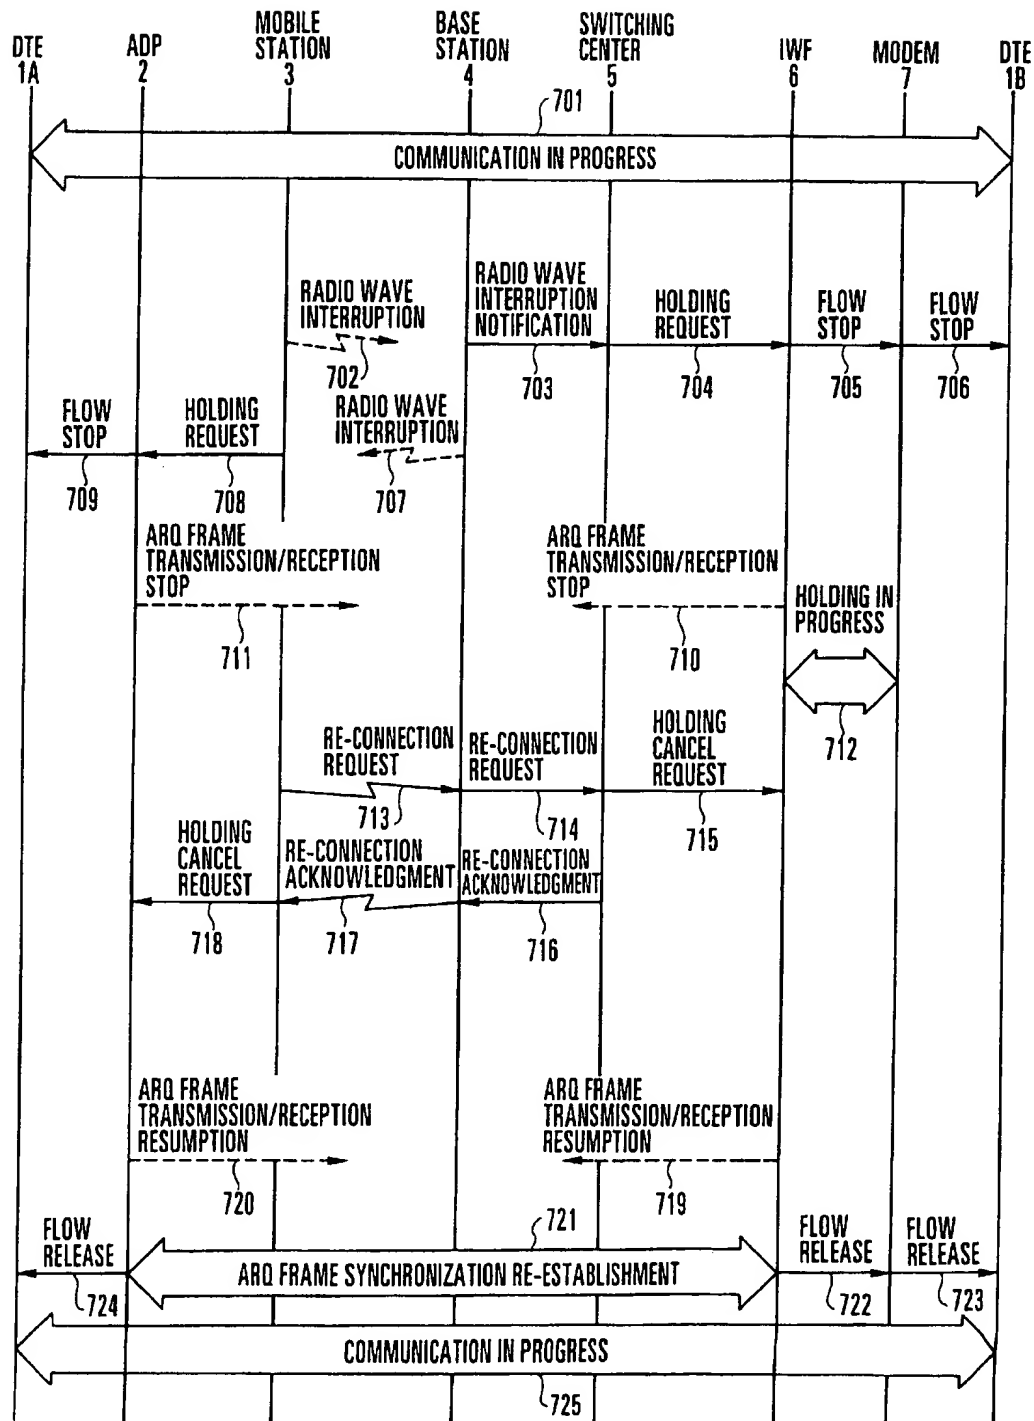 DTE
1A
ADP
2
MOBILE
STATION
3
BASE
STATION
4
SWITCHING
CENTER
5
IWF
6
MODEM
7
DTE
1B
701
COMMUNICATION IN PROGRESS
RADIO WAVE
INTERRUPTION
702
RADIO WAVE
INTERRUPTION
NOTIFICATION
703
HOLDING
REQUEST
704
FLOW
STOP
705
FLOW
STOP
706
FLOW
STOP
709
HOLDING
REQUEST
708
RADIO WAVE
INTERRUPTION
707
ARQ FRAME
TRANSMISSION/RECEPTION
STOP
711
ARQ FRAME
TRANSMISSION/RECEPTION
STOP
710
HOLDING IN
PROGRESS
712
RE-CONNECTION
REQUEST
713
RE-CONNECTION
REQUEST
714
HOLDING
CANCEL
REQUEST
715
HOLDING
CANCEL
REQUEST
718
RE-CONNECTION
ACKNOWLEDGMENT
717
RE-CONNECTION
ACKNOWLEDGMENT
716
ARQ FRAME
TRANSMISSION/RECEPTION
RESUMPTION
720
ARQ FRAME
TRANSMISSION/RECEPTION
RESUMPTION
719
FLOW
RELEASE
724
721
ARQ FRAME SYNCHRONIZATION RE-ESTABLISHMENT
FLOW
RELEASE
722
FLOW
RELEASE
723
COMMUNICATION IN PROGRESS
725